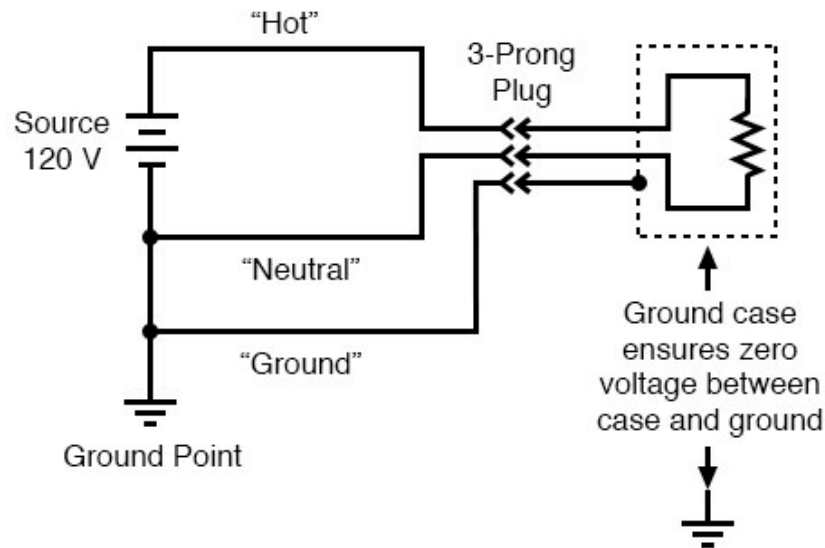 “Hot”
3-Prong
Plug
Source
120 V
“Neutral”
“Ground”
Ground Point
Ground case
ensures zero
voltage between
case and ground